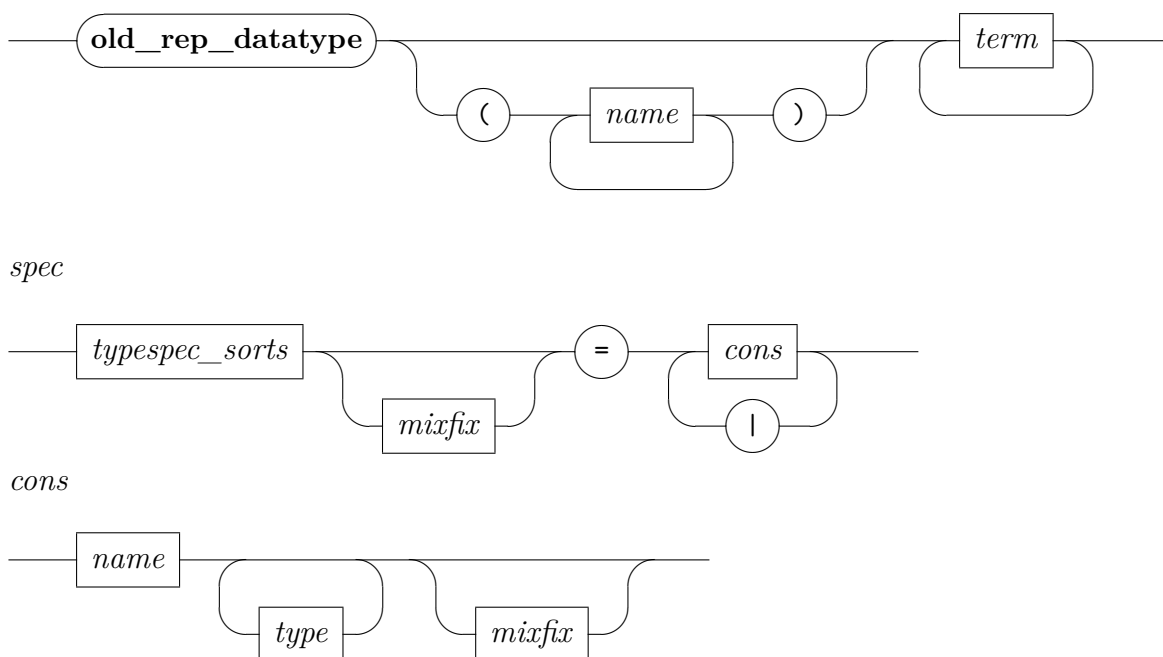 old_rep_datatype term
( name )
spec
typespec_sorts = cons
mixfix |
cons
name
type mixfix